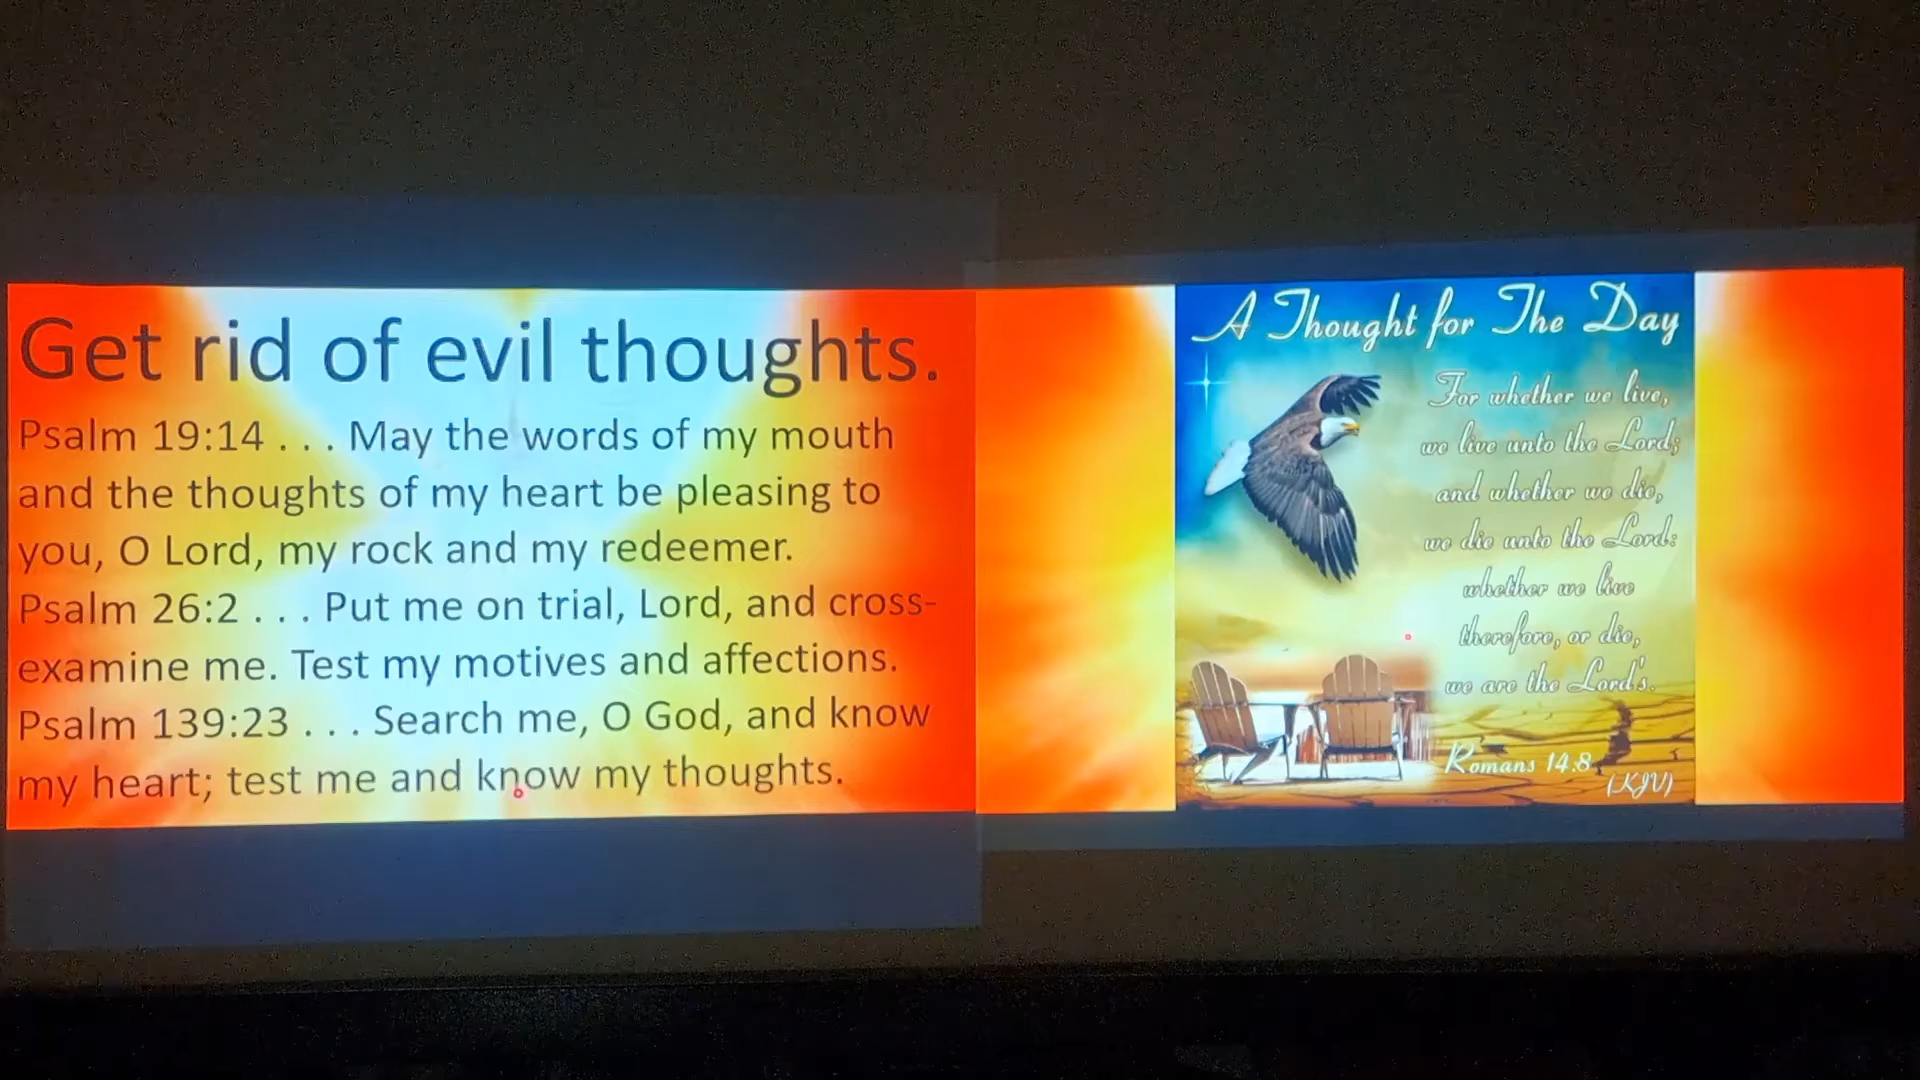 Get rid of evil thoughts.
Psalm 19:14 . . . May the words of my mouth
and the thoughts of my heart be pleasing to
you, O Lord, my rock and my redeemer.
Psalm 26:2 . . . Put me on trial, Lord, and cross-
examine me. Test my motives and affections.
Psalm 139:23 . . . Search me, O God, and know
my heart; test me and know my thoughts.
A Thought for The Day
For whether we live,
we live unto the Lord;
and whether we die,
we die unto the Lord:
whether we live
therefore, or die,
we are the Lord's.
Romans 14:8
(KJV)